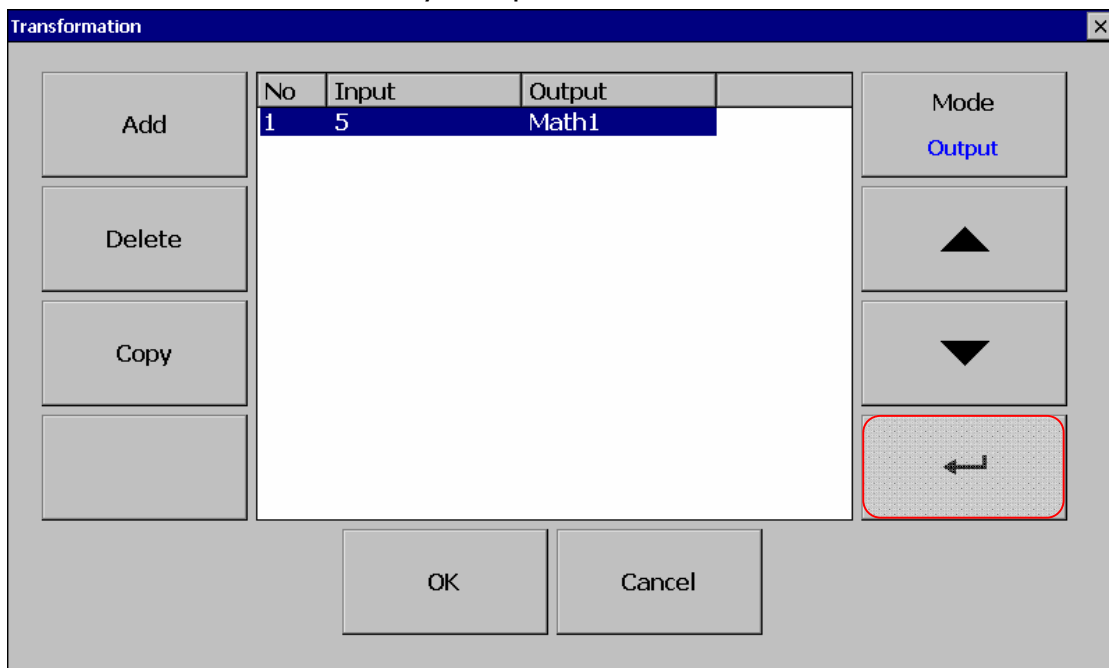 Transformation
Add
Delete
Copy
No Input Output
1 5 Math1
Mode
Output
OK Cancel